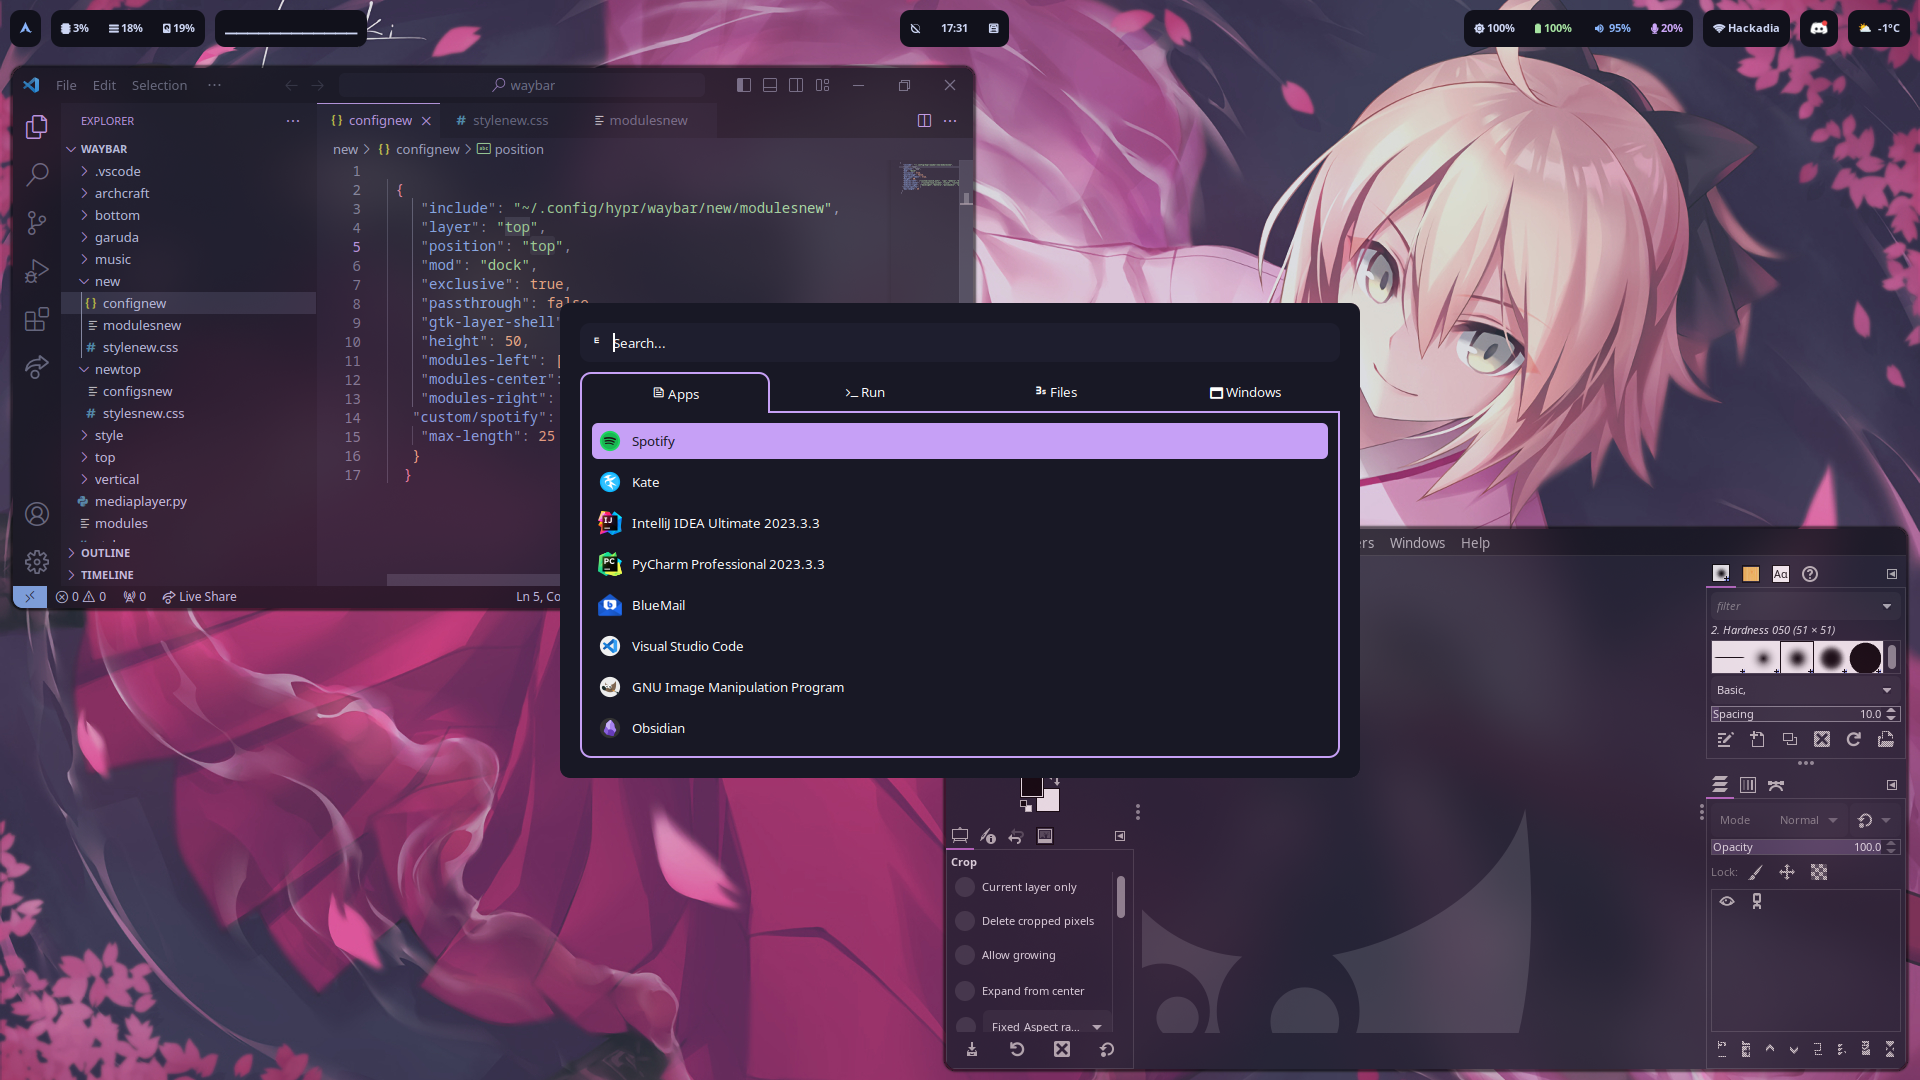 3% 18% 19%
17:31
100% 100% 95% 20% Hackadia -1°C
File Edit Selection ···
waybar
EXPLORER ···
WAYBAR
.vscode
archcraft
bottom
garuda
music
new
{} confignew
modulesnew
# stylenew.css
newtop
configsnew
# stylesnew.css
style
top
vertical
mediaplayer.py
modules
OUTLINE
TIMELINE
{} confignew # stylenew.css modulesnew
new > {} confignew > position
1
2 {
3 "include": "~/.config/hypr/waybar/new/modulesnew",
4 "layer": "top",
5 "position": "top",
6 "mod": "dock",
7 "exclusive": true,
8 "passthrough": false
9 "gtk-layer-shell"
10 "height": 50,
11 "modules-left": [
12 "modules-center":
13 "modules-right":
14 "custom/spotify":
15 "max-length": 25
16 }
17 }
0 0 0 Live Share
Ln 5, Co
Search...
Apps Run Files Windows
Spotify
Kate
IntelliJ IDEA Ultimate 2023.3.3
PyCharm Professional 2023.3.3
BlueMail
Visual Studio Code
GNU Image Manipulation Program
Obsidian
ers Windows Help
Aα
filter
2. Hardness 050 (51 × 51)
Basic,
Spacing 10.0
Mode Normal
Opacity 100.0
Lock:
Crop
Current layer only
Delete cropped pixels
Allow growing
Expand from center
Fixed Aspect ra...